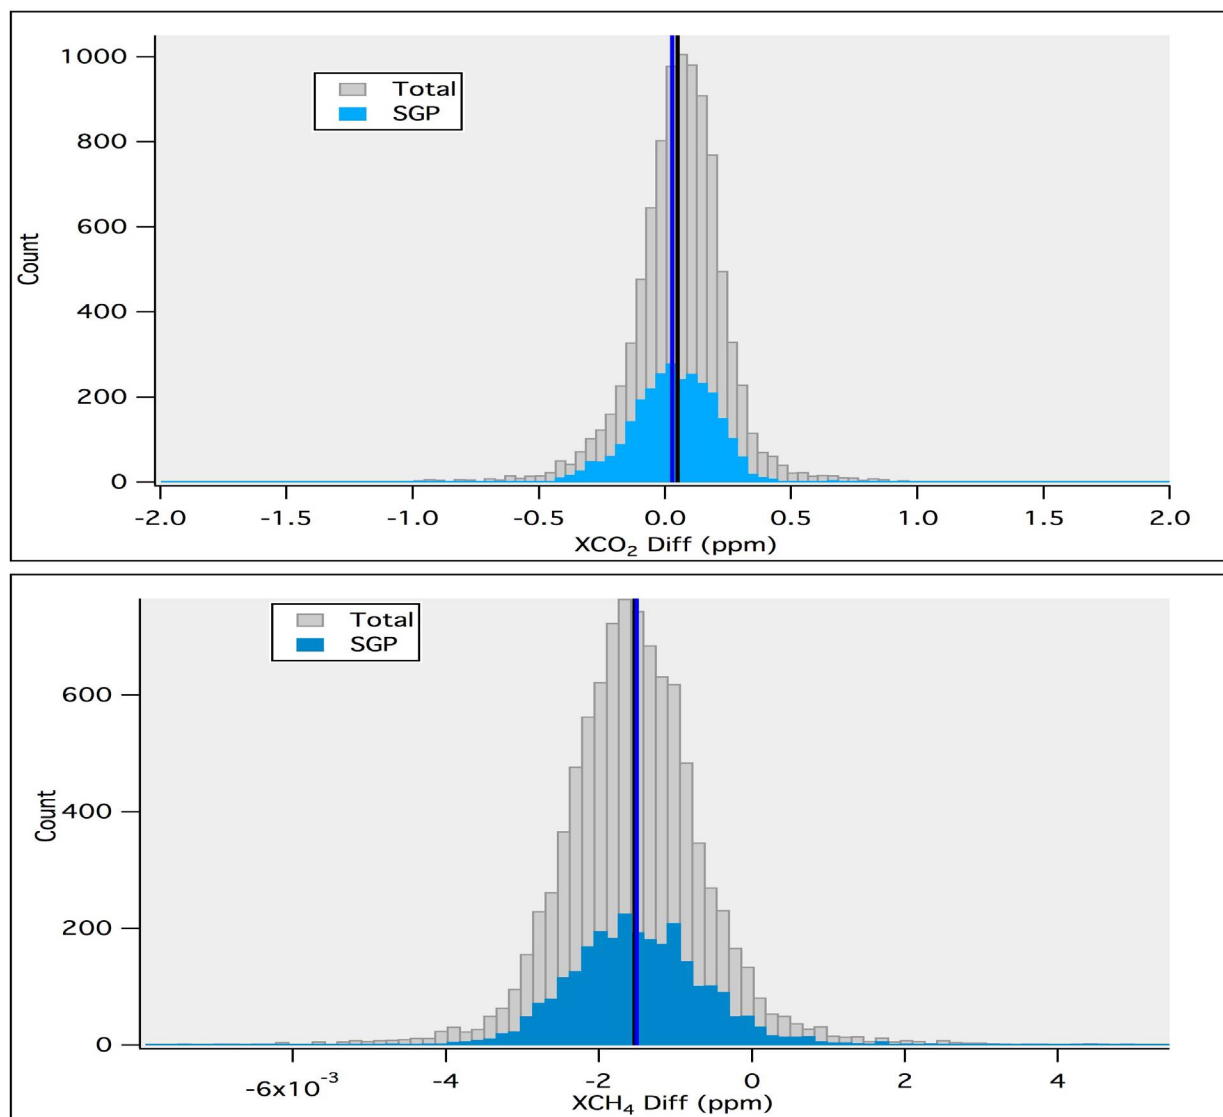 1000
800
600
400
200
0
Count
Total
SGP
-2.0 -1.5 -1.0 -0.5 0.0 0.5 1.0 1.5 2.0
XCO₂ Diff (ppm)
600
400
200
0
Count
Total
SGP
-6x10⁻³ -4 -2 0 2 4
XCH₄ Diff (ppm)